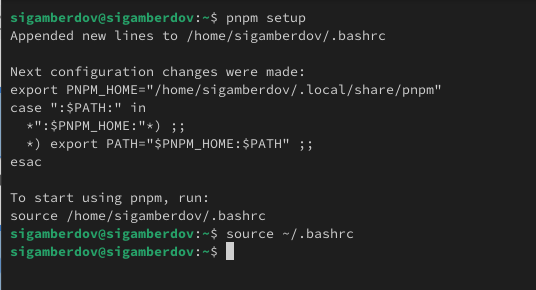 sigamberdov@sigamberdov:~$ pnpm setup
Appended new lines to /home/sigamberdov/.bashrc

Next configuration changes were made:
export PNPM_HOME="/home/sigamberdov/.local/share/pnpm"
case ":$PATH:" in
  *":$PNPM_HOME:"*) ;;
  *) export PATH="$PNPM_HOME:$PATH" ;;
esac

To start using pnpm, run:
source /home/sigamberdov/.bashrc
sigamberdov@sigamberdov:~$ source ~/.bashrc
sigamberdov@sigamberdov:~$